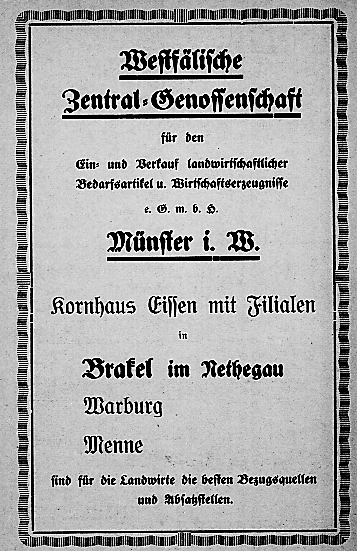 Westfälische
Zentral-Genossenschaft
für den
Ein- und Verkauf landwirtschaftlicher
Bedarfsartikel u. Wirtschaftserzeugnisse
e. G. m. b. H.
Münster i. W.
Kornhaus Eissen mit Filialen
in
Brakel im Nethegau
Warburg
Menne
sind für die Landwirte die besten Bezugsquellen
und Absatzstellen.